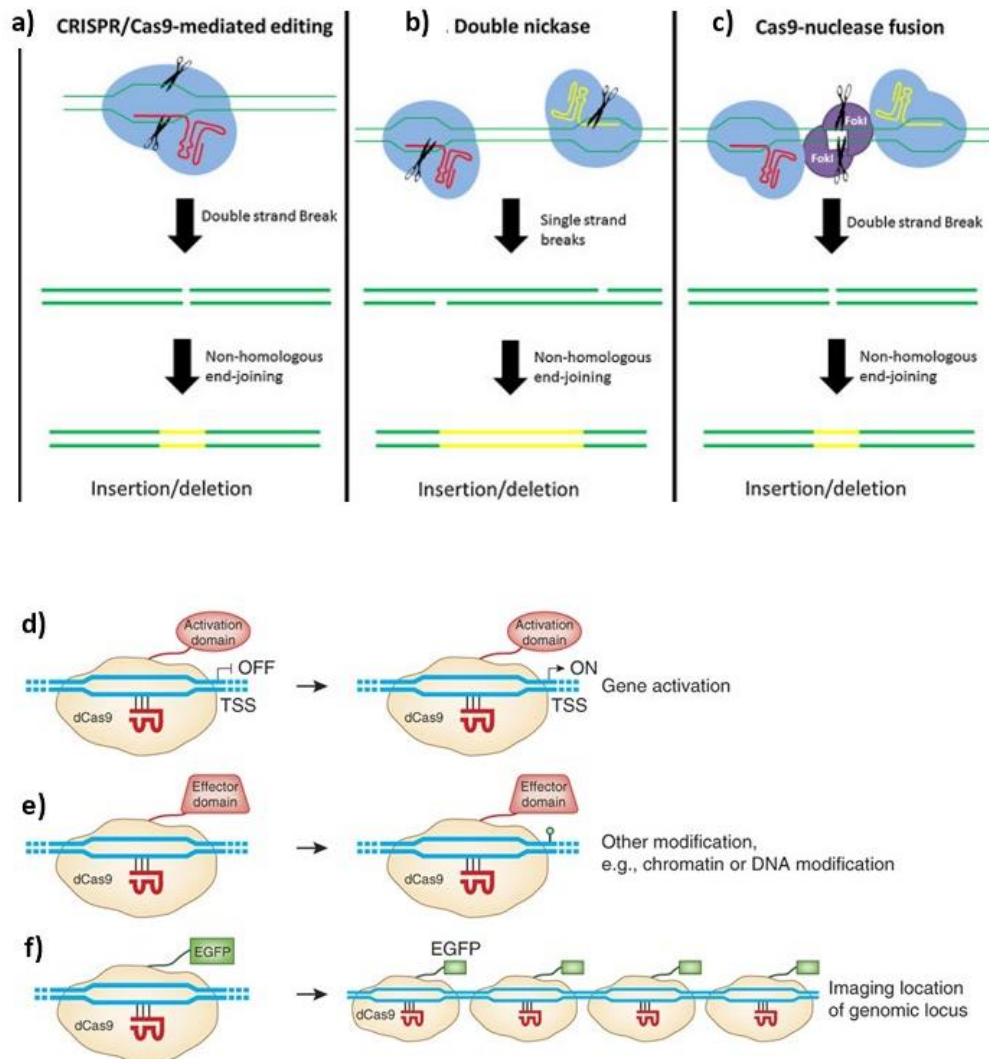 a) CRISPR/Cas9-mediated editing
Double strand Break
Non-homologous
end-joining
Insertion/deletion
b) . Double nickase
Single strand
breaks
Non-homologous
end-joining
Insertion/deletion
c) Cas9-nuclease fusion
FokI
FokI
Double strand Break
Non-homologous
end-joining
Insertion/deletion
d)
Activation
domain
OFF
TSS
dCas9
Activation
domain
ON
TSS
dCas9
Gene activation
e)
Effector
domain
dCas9
Effector
domain
dCas9
Other modification,
e.g., chromatin or DNA modification
f)
EGFP
dCas9
EGFP
dCas9
Imaging location
of genomic locus